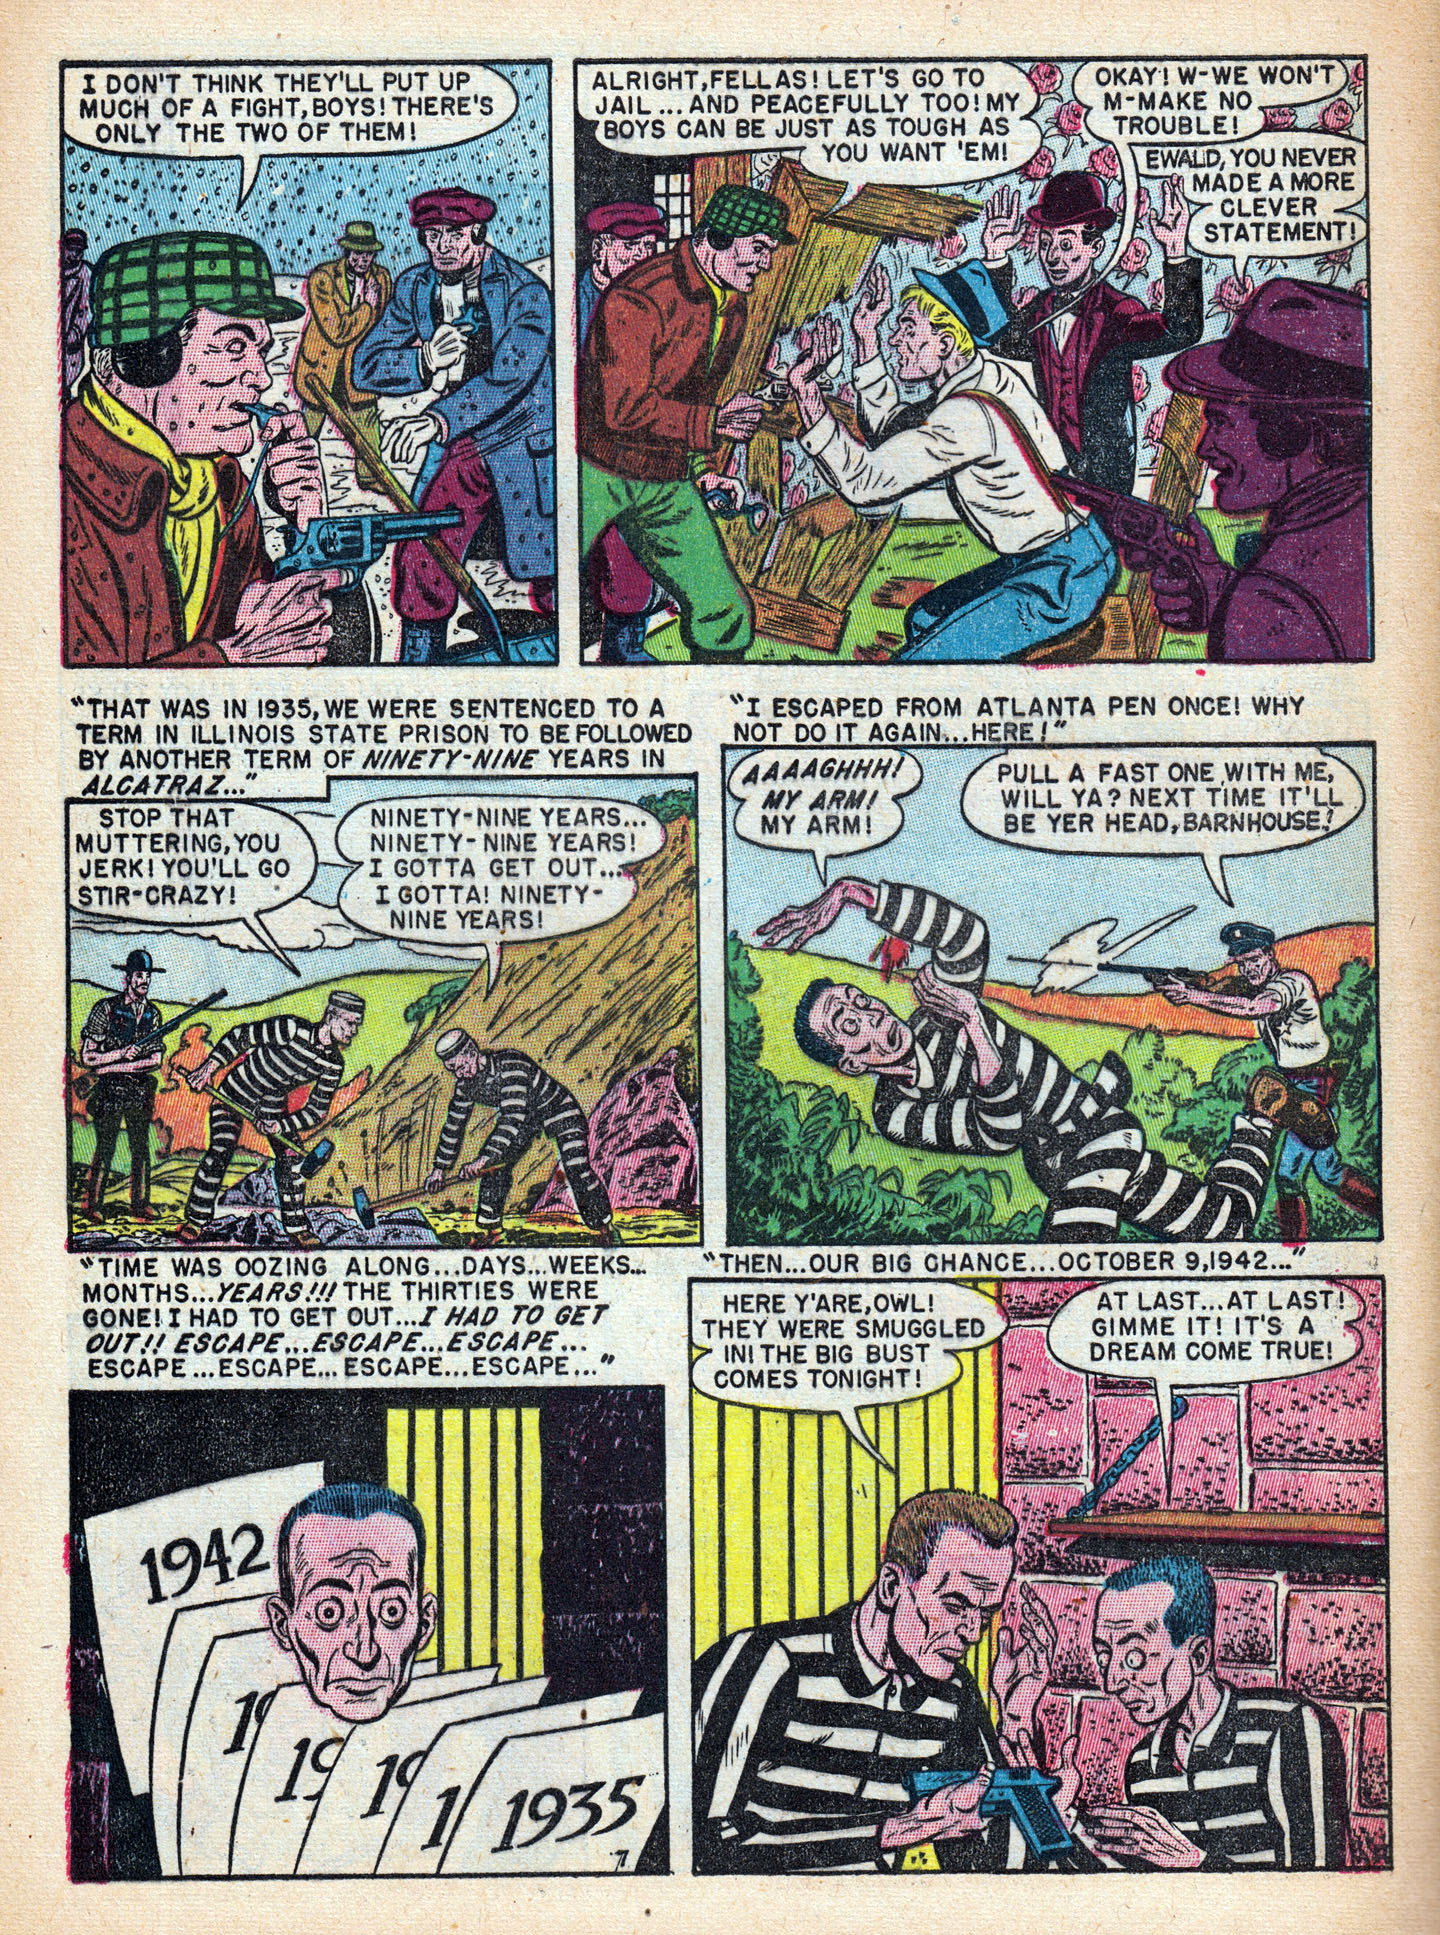 I DON'T THINK THEY'LL PUT UP
MUCH OF A FIGHT, BOYS! THERE'S
ONLY THE TWO OF THEM!
ALRIGHT, FELLAS! LET'S GO TO
JAIL... AND PEACEFULLY TOO! MY
BOYS CAN BE JUST AS TOUGH AS
YOU WANT 'EM!
OKAY! W-WE WON'T
M-MAKE NO
TROUBLE!
EWALD, YOU NEVER
MADE A MORE
CLEVER
STATEMENT!
"THAT WAS IN 1935, WE WERE SENTENCED TO A
TERM IN ILLINOIS STATE PRISON TO BE FOLLOWED
BY ANOTHER TERM OF NINETY-NINE YEARS IN
ALCATRAZ..."
STOP THAT
MUTTERING, YOU
JERK! YOU'LL GO
STIR-CRAZY!
NINETY-NINE YEARS...
NINETY-NINE YEARS!
I GOTTA GET OUT...
I GOTTA! NINETY-
NINE YEARS!
"I ESCAPED FROM ATLANTA PEN ONCE! WHY
NOT DO IT AGAIN...HERE!"
AAAAGHHH!
MY ARM!
MY ARM!
PULL A FAST ONE WITH ME,
WILL YA? NEXT TIME IT'LL
BE YER HEAD, BARNHOUSE!
"TIME WAS OOZING ALONG...DAYS...WEEKS...
MONTHS...YEARS!!! THE THIRTIES WERE
GONE! I HAD TO GET OUT...I HAD TO GET
OUT!! ESCAPE...ESCAPE...ESCAPE...
ESCAPE...ESCAPE...ESCAPE...ESCAPE..."
1942
19
19
19
1
1935
7
"THEN...OUR BIG CHANCE...OCTOBER 9, 1942..."
HERE Y'ARE, OWL!
THEY WERE SMUGGLED
IN! THE BIG BUST
COMES TONIGHT!
AT LAST...AT LAST!
GIMME IT! IT'S A
DREAM COME TRUE!